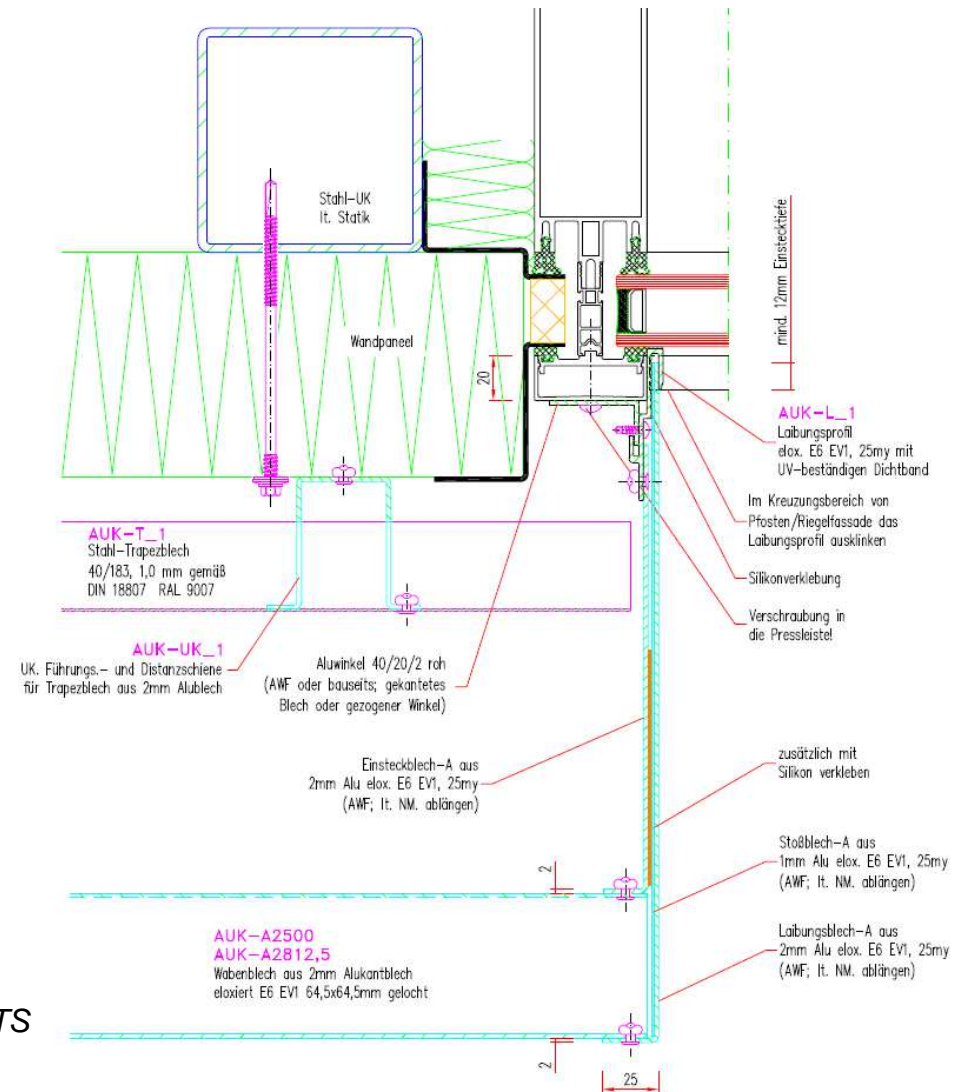 Stahl-UK
lt. Statik
mind. 12mm Einstecktiefe
Wandpaneel
20
AUK-L_1
Laibungsprofil
elox. E6 EV1, 25my mit
UV-beständigen Dichtband
Im Kreuzungsbereich von
Pfosten/Riegelfassade das
Laibungsprofil ausklinken
Silikonverklebung
Verschraubung in
die Pressleiste!
AUK-T_1
Stahl-Trapezblech
40/183, 1,0 mm gemäß
DIN 18807 RAL 9007
AUK-UK_1
UK. Führungs.- und Distanzschiene
für Trapezblech aus 2mm Alublech
Aluwinkel 40/20/2 roh
(AWF oder bauseits; gekantetes
Blech oder gezogener Winkel)
Einsteckblech-A aus
2mm Alu elox. E6 EV1, 25my
(AWF; lt. NM. ablängen)
zusätzlich mit
Silikon verkleben
2
Stoßblech-A aus
1mm Alu elox. E6 EV1, 25my
(AWF; lt. NM. ablängen)
AUK-A2500
AUK-A2812,5
Wabenblech aus 2mm Alukantblech
eloxiert E6 EV1 64,5x64,5mm gelocht
Laibungsblech-A aus
2mm Alu elox. E6 EV1, 25my
(AWF; lt. NM. ablängen)
TS
2
25